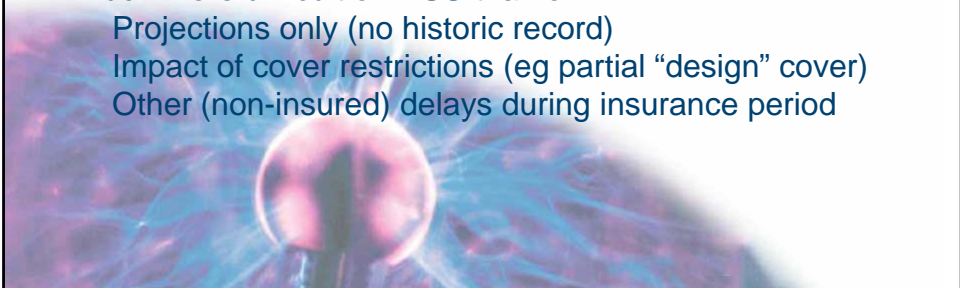 Projections only (no historic record)
Impact of cover restrictions (eg partial “design” cover)
Other (non-insured) delays during insurance period